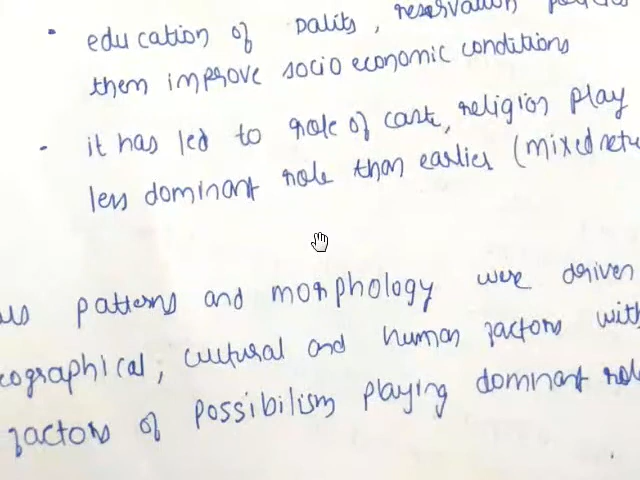 education of Dalits, reservation
them improve socio economic conditions
it has led to role of caste, religion play
less dominant role than earlier (mixed
patterns and morphology were driven
cultural and human factors with
factors of possibilism playing dominant